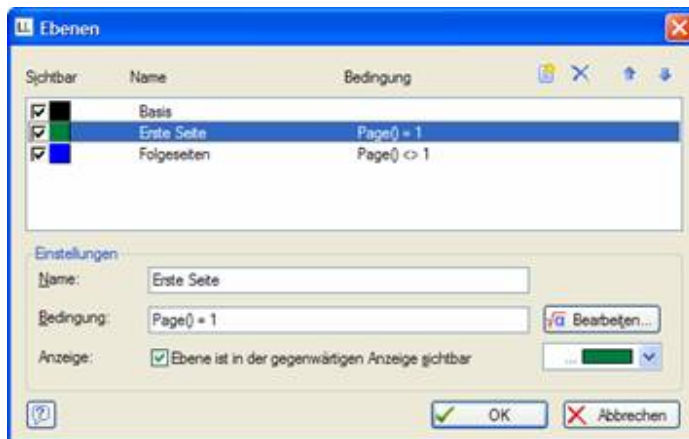 LL Ebenen
Sichtbar Name Bedingung
Basis
Erste Seite Page() = 1
Folgeseiten Page() <> 1
Einstellungen
Name: Erste Seite
Bedingung: Page() = 1 √α Bearbeiten...
Anzeige: Ebene ist in der gegenwärtigen Anzeige sichtbar ...
? OK Abbrechen